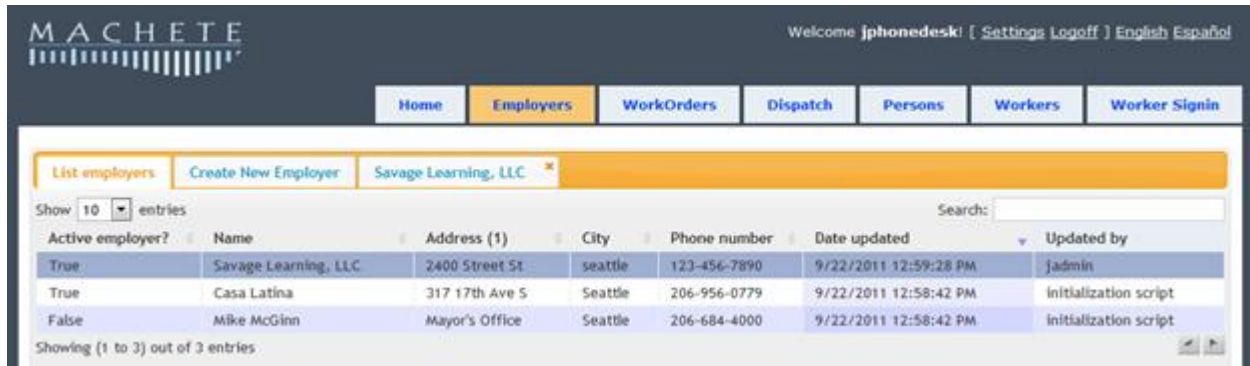 MACHETE
Welcome jphonedesk! [ Settings Logoff ] English Español
Home Employers WorkOrders Dispatch Persons Workers Worker Signin
List employers Create New Employer Savage Learning, LLC
Show 10 entries Search:
Active employer? Name Address (1) City Phone number Date updated Updated by
True Savage Learning, LLC 2400 Street St seattle 123-456-7890 9/22/2011 12:59:28 PM jadmin
True Casa Latina 317 17th Ave S Seattle 206-956-0779 9/22/2011 12:58:42 PM initialization script
False Mike McGinn Mayor's Office Seattle 206-684-4000 9/22/2011 12:58:42 PM initialization script
Showing (1 to 3) out of 3 entries